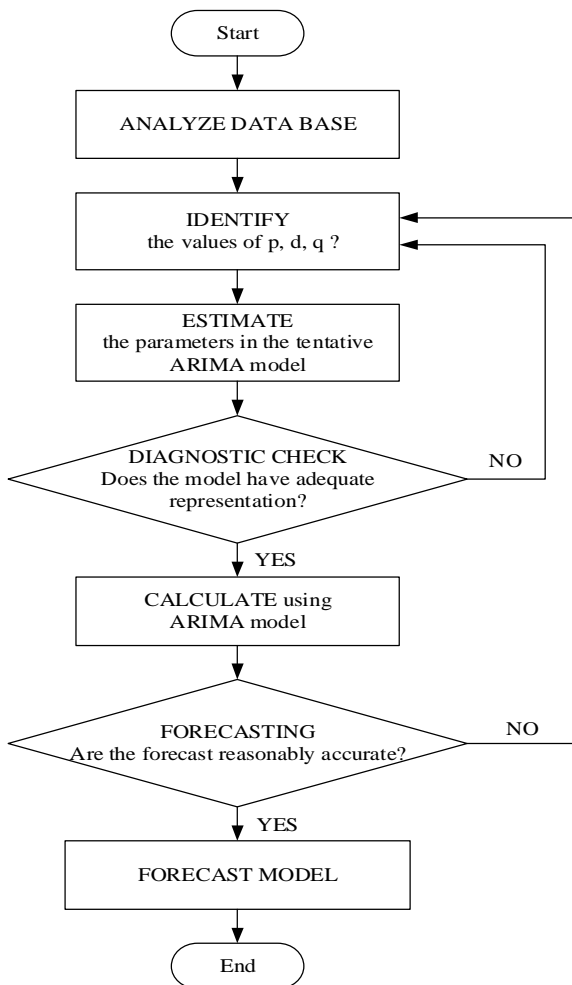 Start
ANALYZE DATA BASE
IDENTIFY
the values of p, d, q ?
ESTIMATE
the parameters in the tentative
ARIMA model
DIAGNOSTIC CHECK
Does the model have adequate
representation?
NO
YES
CALCULATE using
ARIMA model
FORECASTING
Are the forecast reasonably accurate?
NO
YES
FORECAST MODEL
End